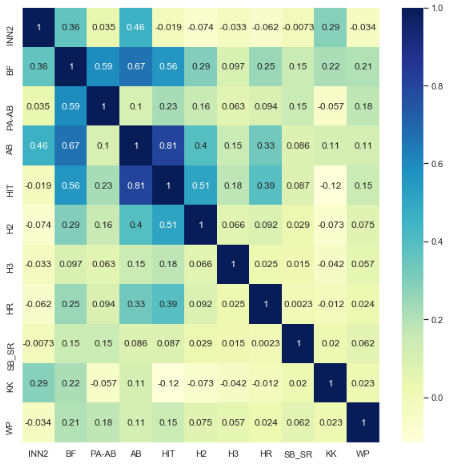 INN2 1 0.36 0.035 0.46 -0.019 -0.074 -0.033 -0.062 -0.0073 0.29 -0.034
BF 0.36 1 0.59 0.67 0.56 0.29 0.097 0.25 0.15 0.22 0.21
PA-AB 0.035 0.59 1 0.1 0.23 0.16 0.063 0.094 0.15 -0.057 0.18
AB 0.46 0.67 0.1 1 0.81 0.4 0.15 0.33 0.086 0.11 0.11
HIT -0.019 0.56 0.23 0.81 1 0.51 0.18 0.39 0.087 -0.12 0.15
H2 -0.074 0.29 0.16 0.4 0.51 1 0.066 0.092 0.029 -0.073 0.075
H3 -0.033 0.097 0.063 0.15 0.18 0.066 1 0.025 0.015 -0.042 0.057
HR -0.062 0.25 0.094 0.33 0.39 0.092 0.025 1 0.0023 -0.012 0.024
SB_SR -0.0073 0.15 0.15 0.086 0.087 0.029 0.015 0.0023 1 0.02 0.062
KK 0.29 0.22 -0.057 0.11 -0.12 -0.073 -0.042 -0.012 0.02 1 0.023
WP -0.034 0.21 0.18 0.11 0.15 0.075 0.057 0.024 0.062 0.023 1
INN2 BF PA-AB AB HIT H2 H3 HR SB_SR KK WP
1.0
0.8
0.6
0.4
0.2
0.0